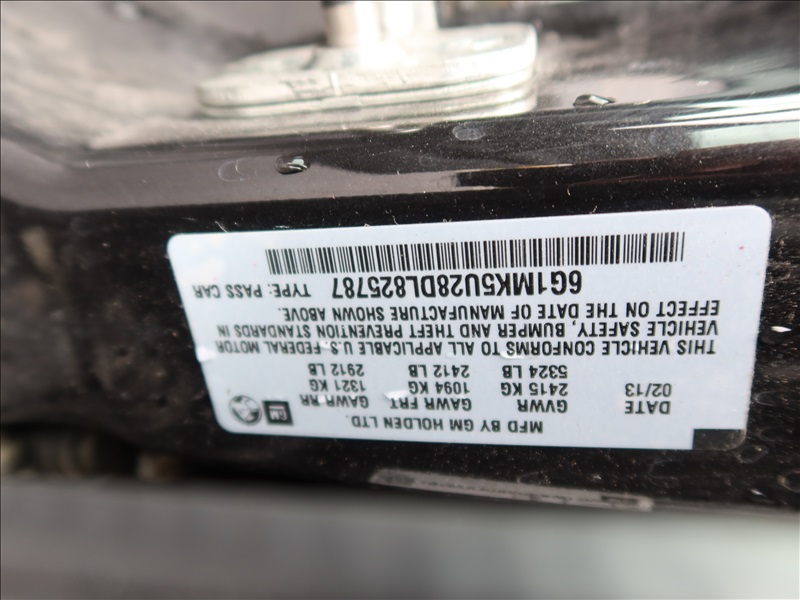 MFD BY GM HOLDEN LTD.
DATE GVWR GAWR FRT GAWR RR
02/13 2415 KG 1094 KG 1321 KG
5324 LB 2412 LB 2912 LB
GM
THIS VEHICLE CONFORMS TO ALL APPLICABLE U.S. FEDERAL MOTOR
VEHICLE SAFETY, BUMPER AND THEFT PREVENTION STANDARDS IN
EFFECT ON THE DATE OF MANUFACTURE SHOWN ABOVE.
6G1MK5U28DL825787 TYPE: PASS CAR